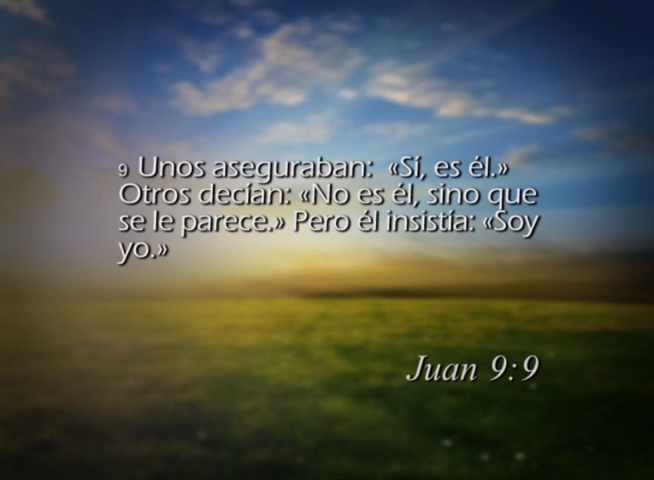 9 Unos aseguraban: «Sí, es él.»
Otros decían: «No es él, sino que
se le parece.» Pero él insistía: «Soy
yo.»
Juan 9:9